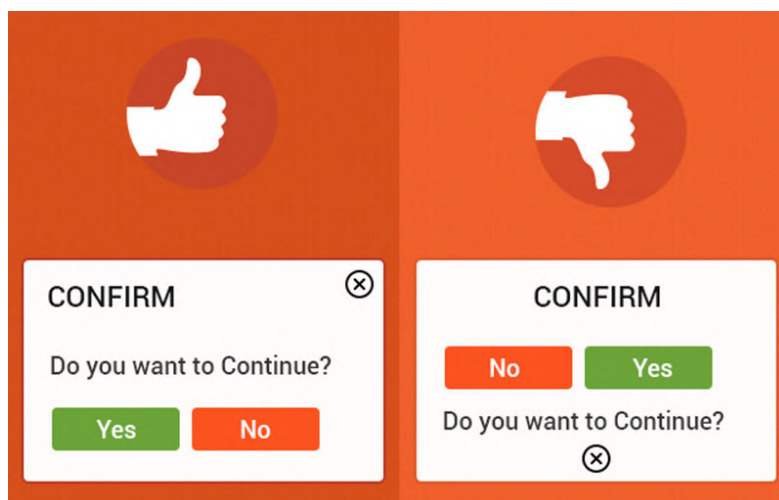 CONFIRM
Do you want to Continue?
Yes No
CONFIRM
No Yes
Do you want to Continue?